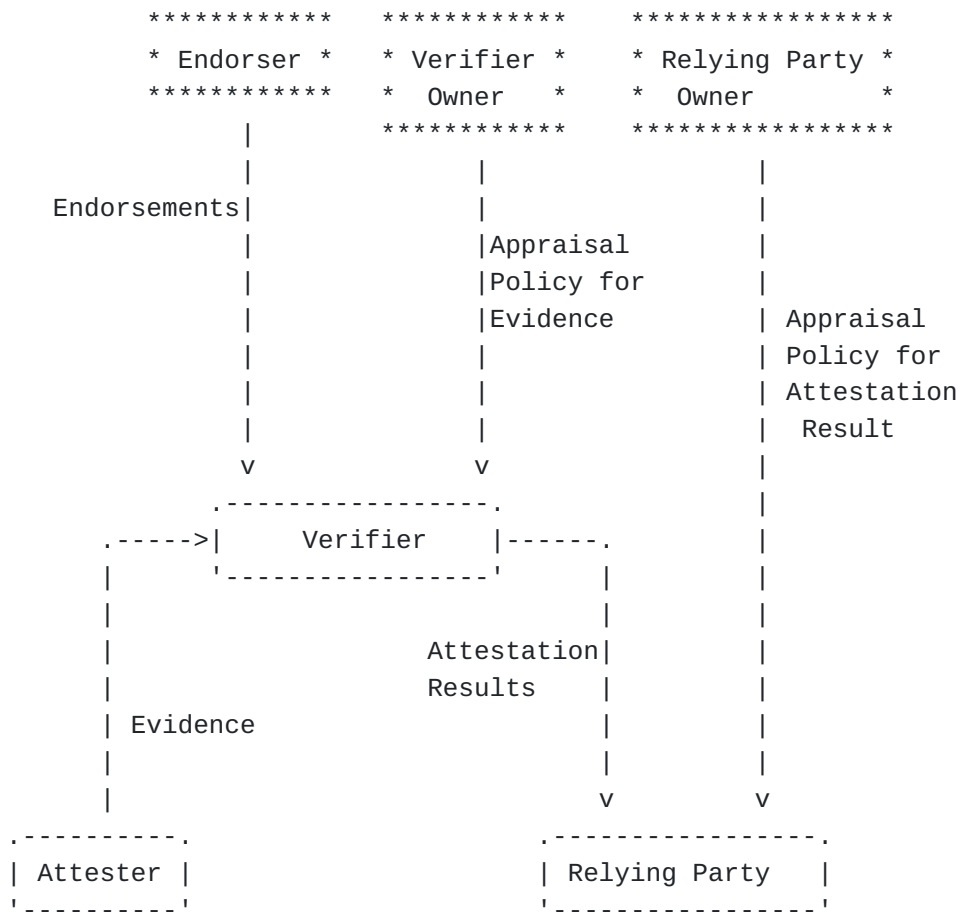 ************   ************    *****************
* Endorser *   * Verifier *    * Relying Party *
************   *  Owner   *    *  Owner        *
      |        ************    *****************
      |              |                 |
Endorsements|              |                 |
      |              |Appraisal        |
      |              |Policy for       |
      |              |Evidence         | Appraisal
      |              |                 | Policy for
      |              |                 | Attestation
      |              |                 |  Result
      v              v                 |
    .-----------------.                |
.----->|     Verifier    |------.         |
|      '-----------------'      |         |
|                               |         |
|                    Attestation|         |
|                    Results    |         |
| Evidence                      |         |
|                               |         |
|                               v         v
.----------.                      .-----------------.
| Attester |                      | Relying Party   |
'----------'                      '-----------------'